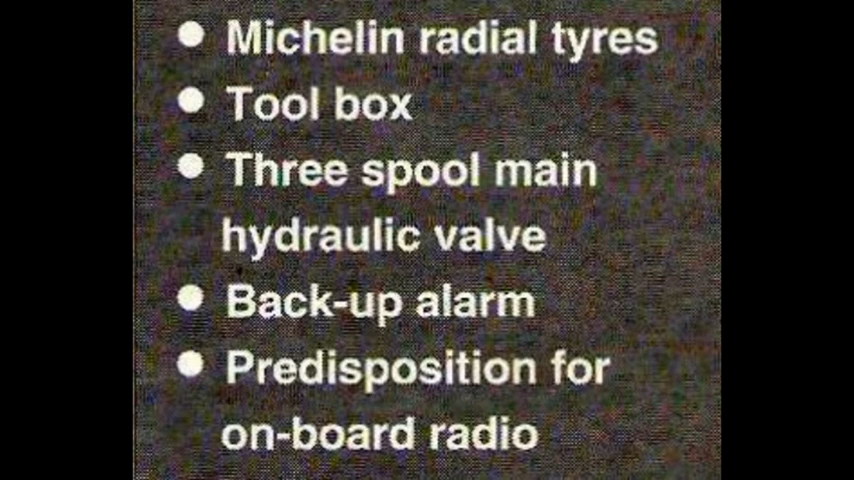 • Michelin radial tyres
• Tool box
• Three spool main
hydraulic valve
• Back-up alarm
• Predisposition for
on-board radio